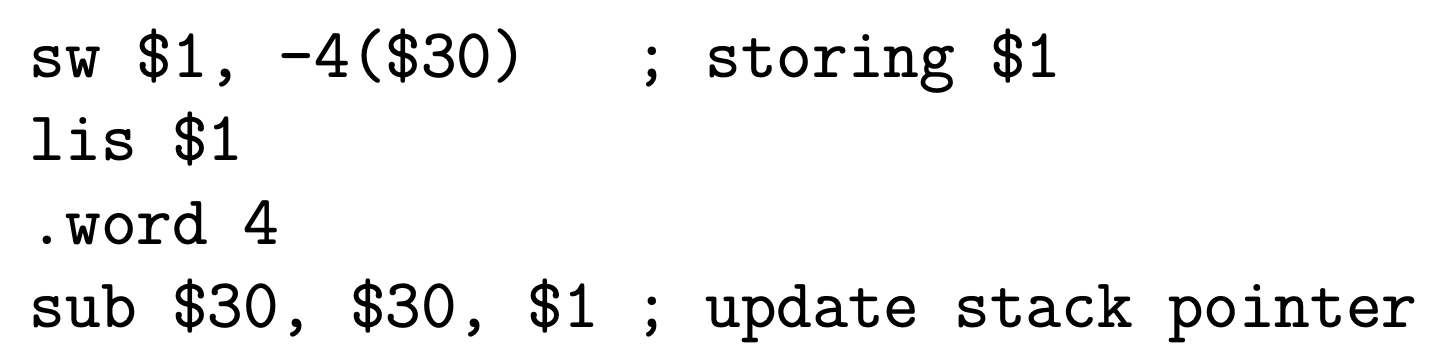 sw $1, -4($30)   ; storing $1
lis $1
.word 4
sub $30, $30, $1 ; update stack pointer